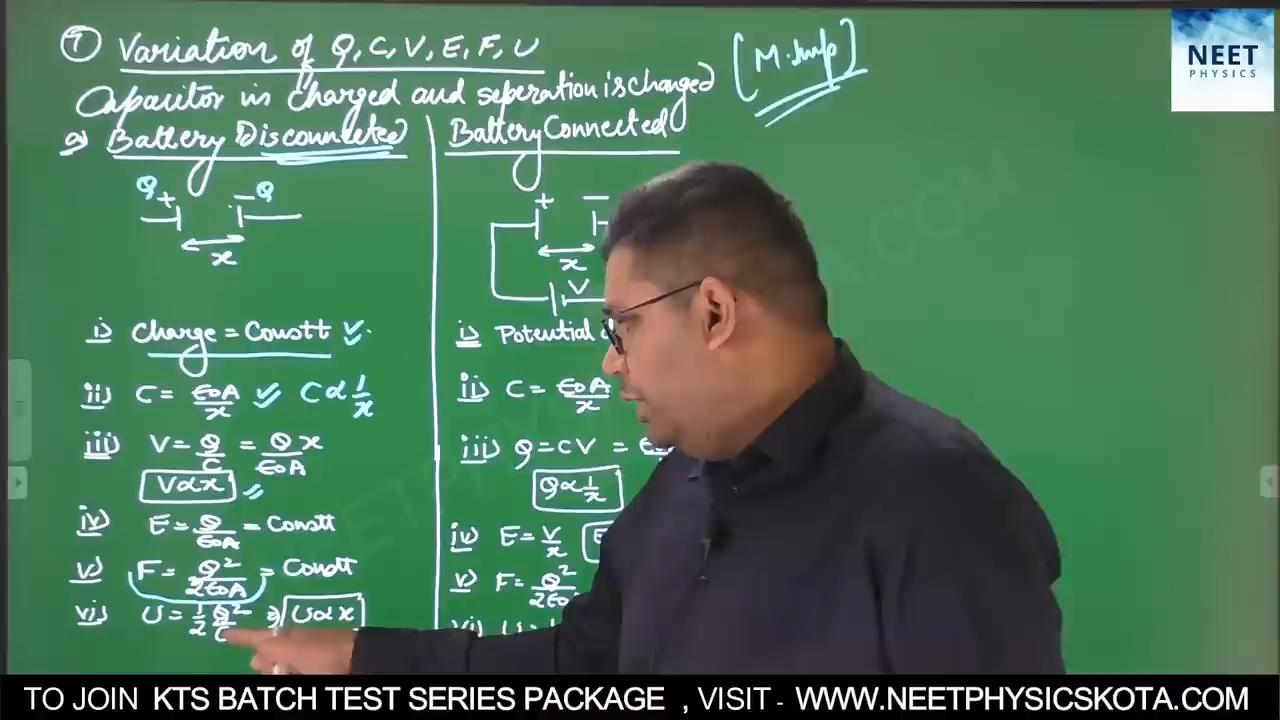 ⑨ Variation of Q, C, V, E, F, U
[M.Imp]
Capacitor is charged and seperation is changed
Battery Disconnected
Q + − Q
x
i) Charge = Constt
ii) C = ε0A/x C ∝ 1/x
iii) V = Q/C = Qx/ε0A
V ∝ x
iv) E = Q/ε0A = Constt
v) F = Q²/2ε0A = Constt
vi) U = 1/2 Q²/C ⇒ U ∝ x
Battery Connected
+ −
x
V
i) Potential
ii) C = ε0A/x
iii) Q = CV =
Q ∝ 1/x
iv) E = V/x
v) F = Q²/2ε0
vi) U =
NEET
PHYSICS
TO JOIN KTS BATCH TEST SERIES PACKAGE , VISIT - WWW.NEETPHYSICSKOTA.COM